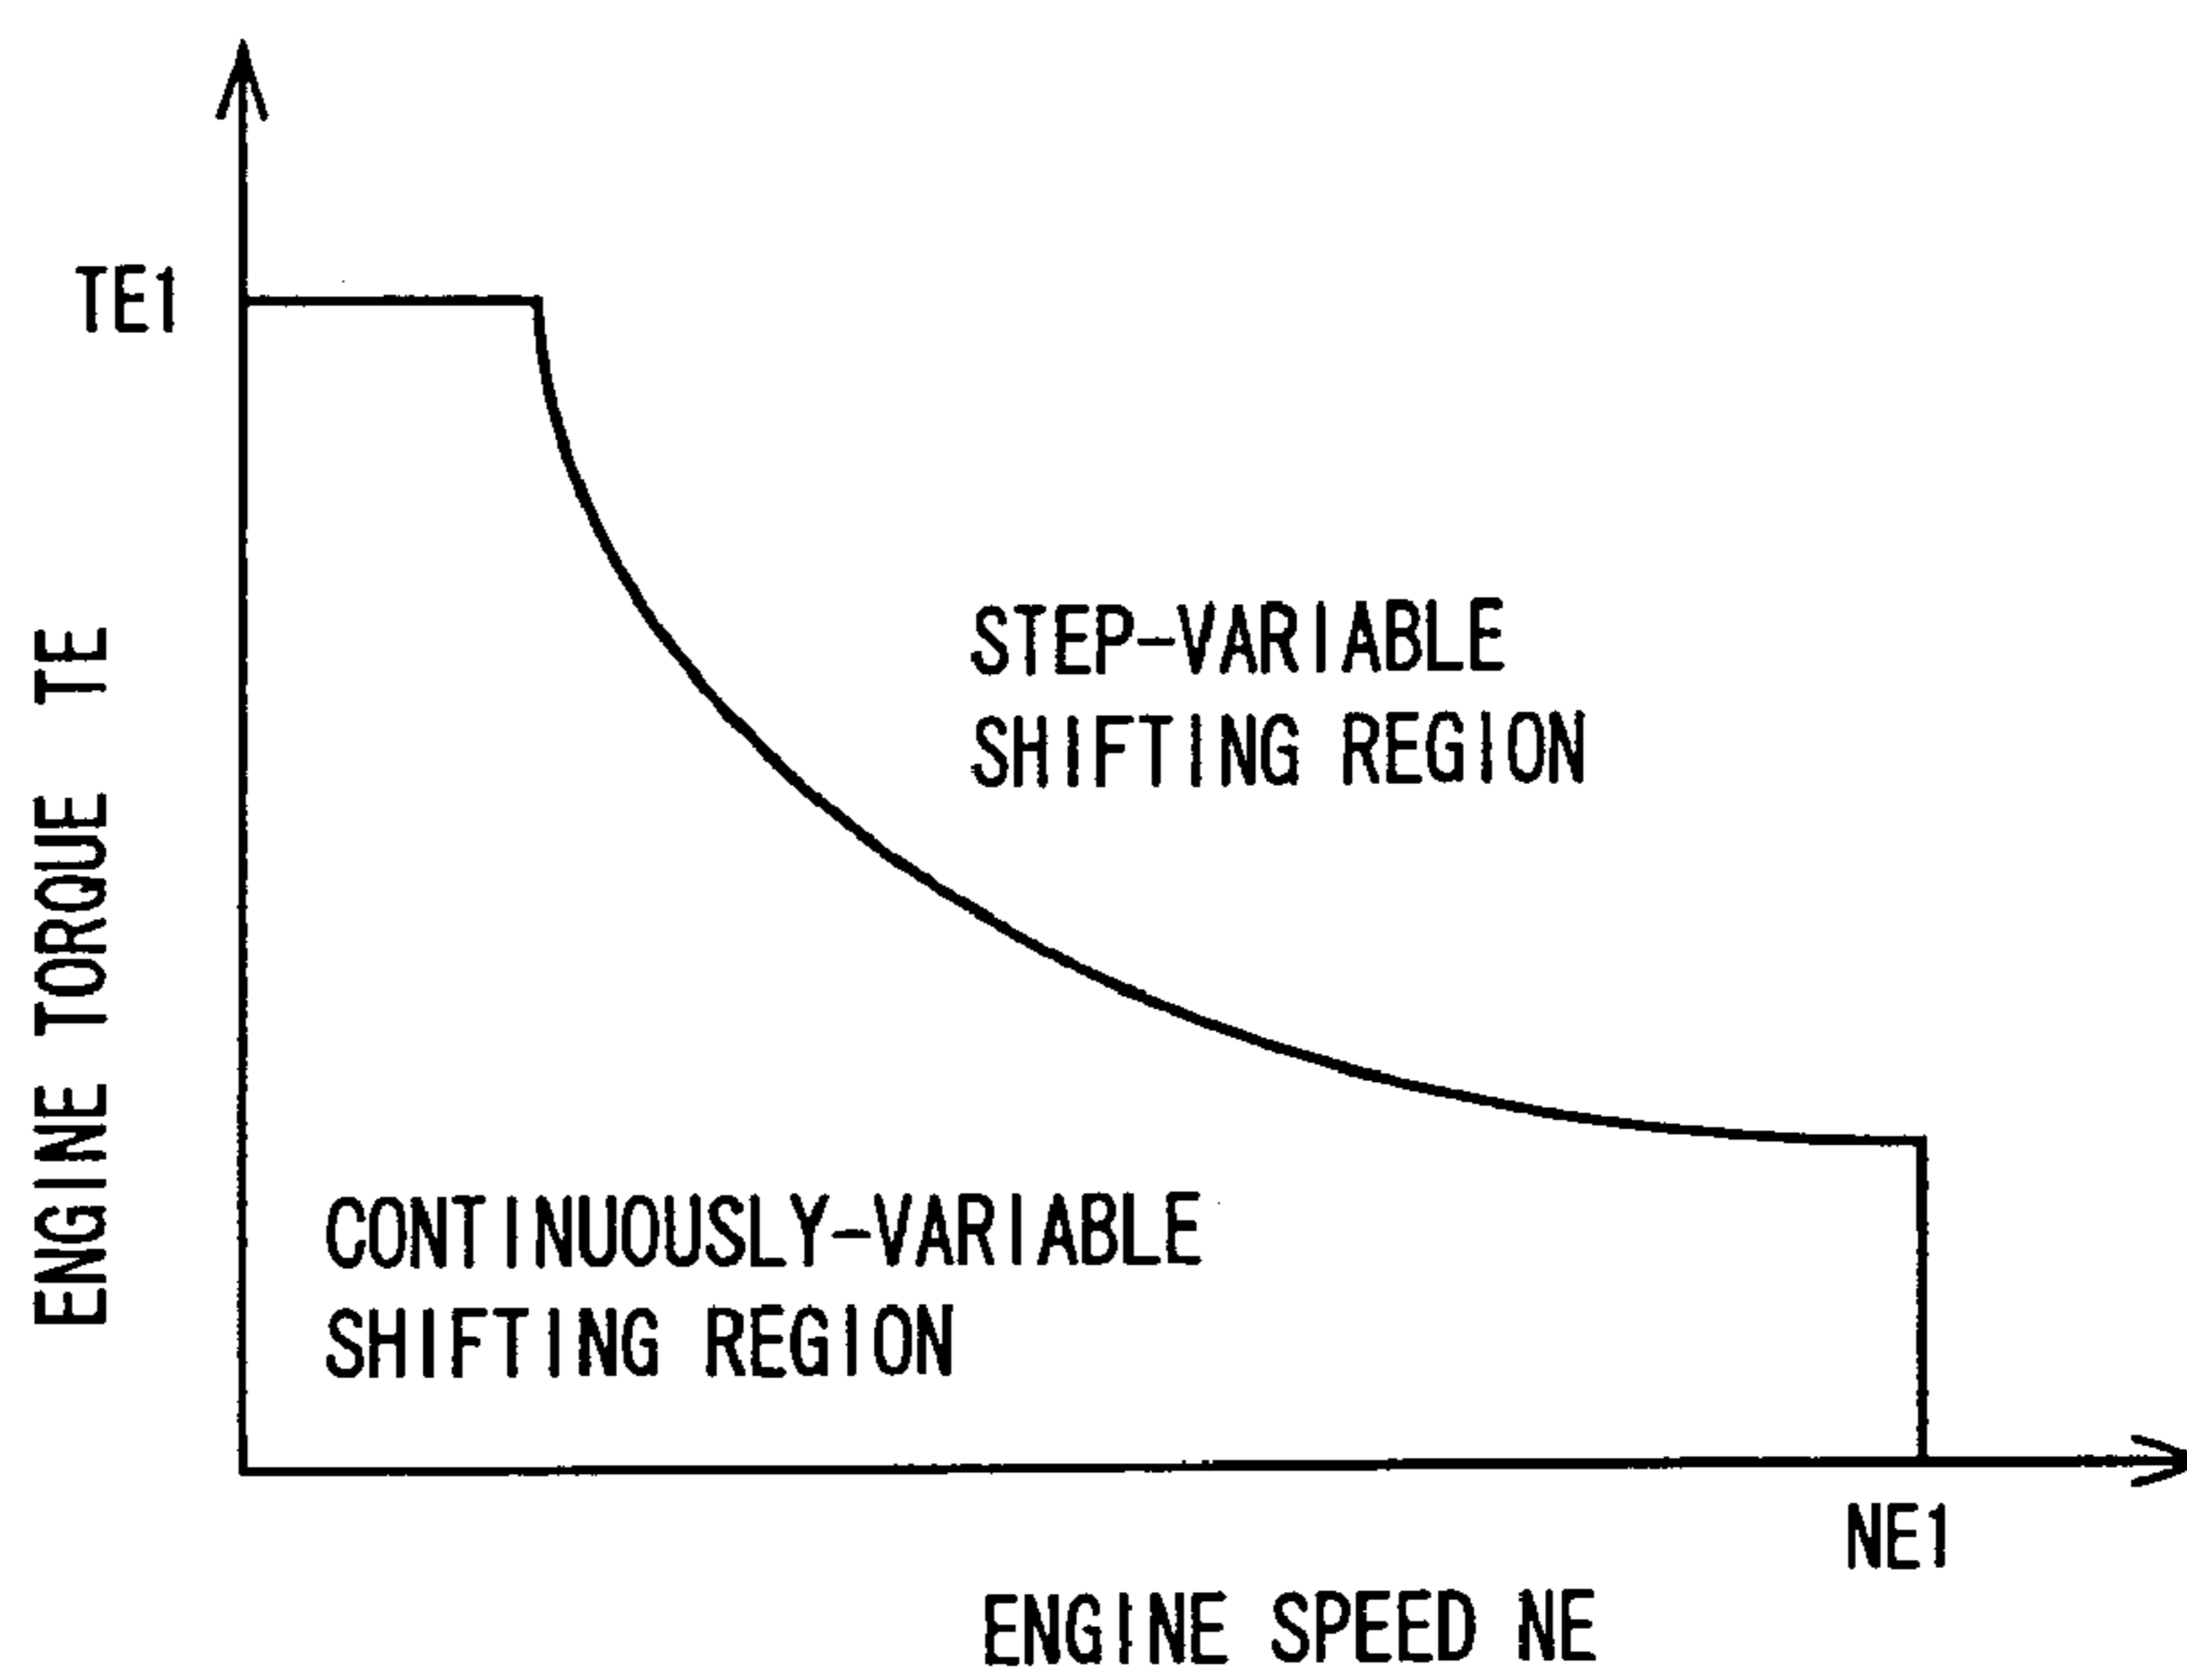 TE1
ENGINE TORQUE TE
STEP-VARIABLE
SHIFTING REGION
CONTINUOUSLY-VARIABLE
SHIFTING REGION
NE1
ENGINE SPEED NE